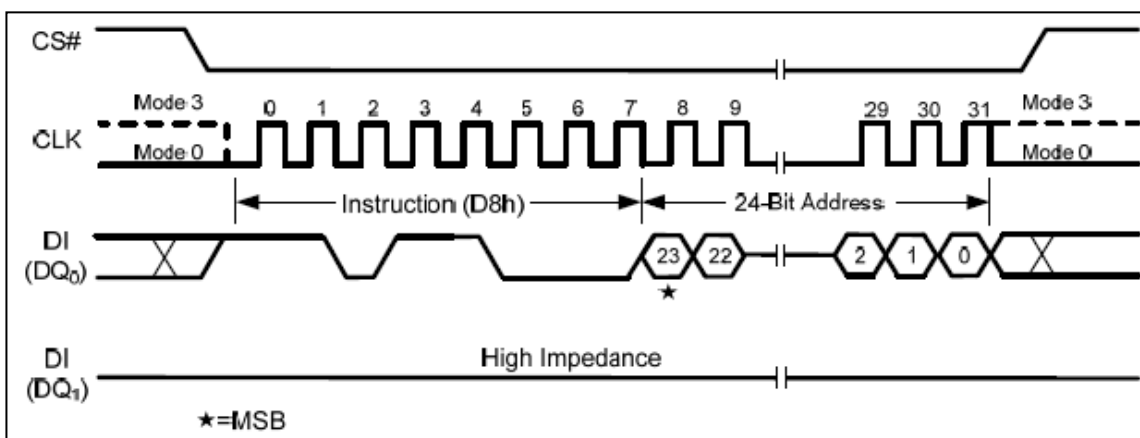 CS#
Mode 3 0 1 2 3 4 5 6 7 8 9 29 30 31 Mode 3
CLK
Mode 0 Mode 0
Instruction (D8h) 24-Bit Address
DI
(DQ₀) 23 22 2 1 0
★
DI High Impedance
(DQ₁)
★=MSB